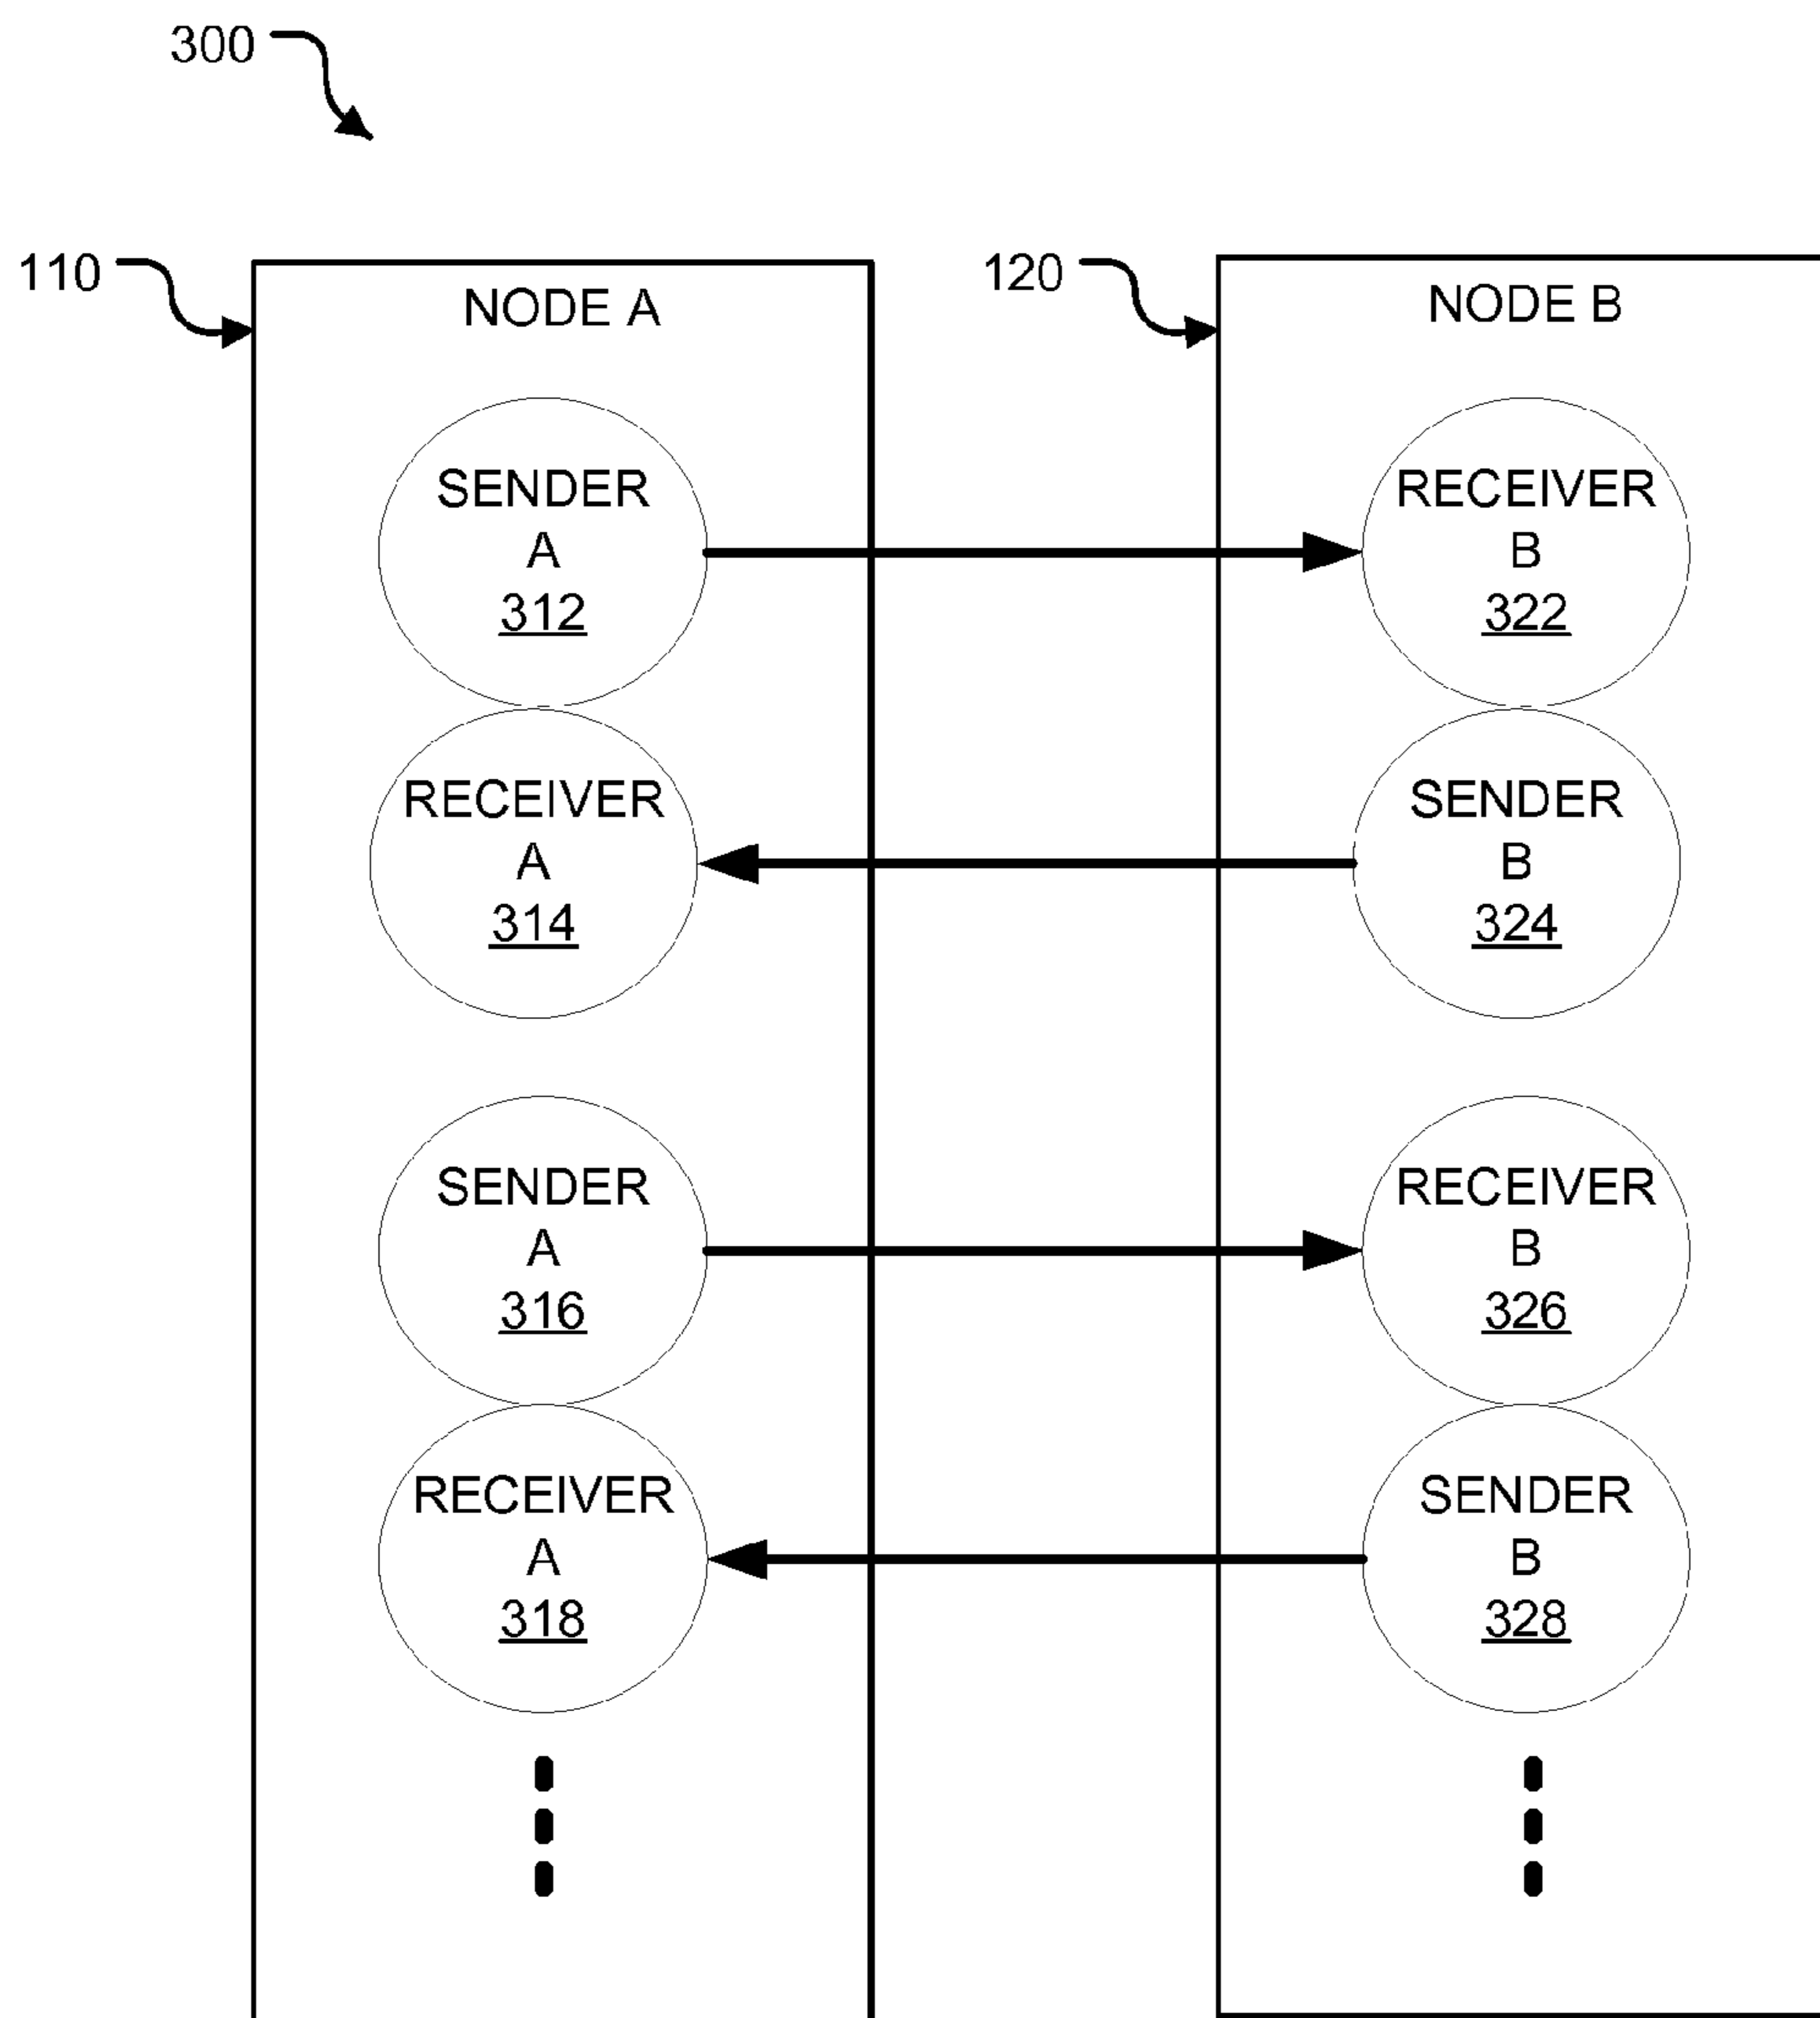 300
110
NODE A
SENDER
A
312
RECEIVER
A
314
SENDER
A
316
RECEIVER
A
318
120
NODE B
RECEIVER
B
322
SENDER
B
324
RECEIVER
B
326
SENDER
B
328